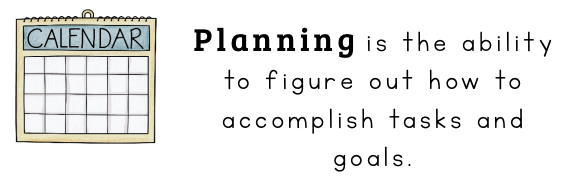 CALENDAR
Planning is the ability
to figure out how to
accomplish tasks and
goals.